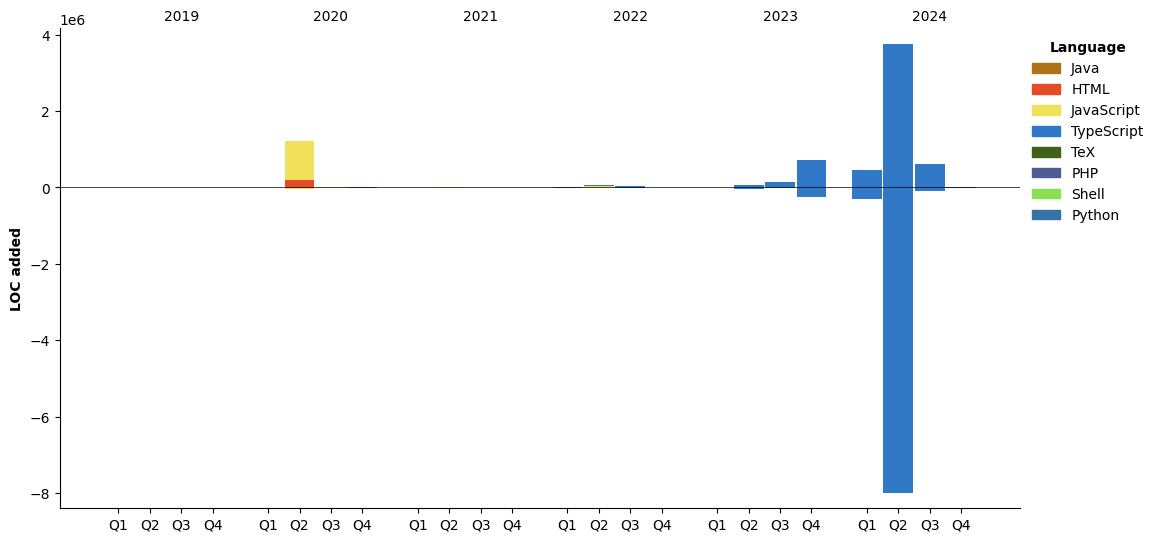 2019 2020 2021 2022 2023 2024
1e6
4
2
0
−2
−4
−6
−8
LOC added
Q1 Q2 Q3 Q4 Q1 Q2 Q3 Q4 Q1 Q2 Q3 Q4 Q1 Q2 Q3 Q4 Q1 Q2 Q3 Q4 Q1 Q2 Q3 Q4
Language
Java
HTML
JavaScript
TypeScript
TeX
PHP
Shell
Python